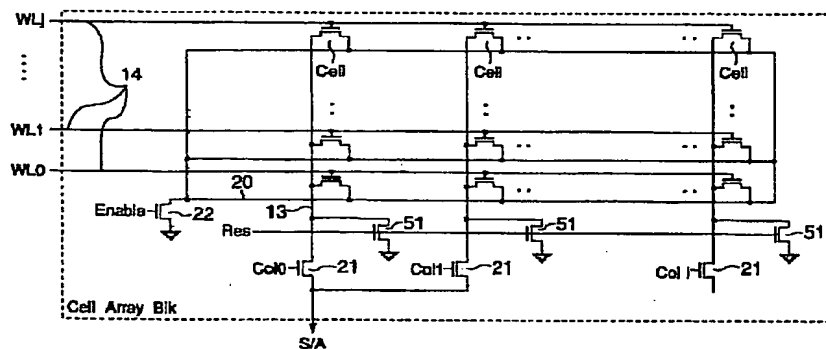 WLj
14
Cell
Cell
Cell
WL1
WL0
20
Enable
22
13
51
51
51
Res
Col0
21
Col1
21
Col i
21
Cell Array Blk
S/A